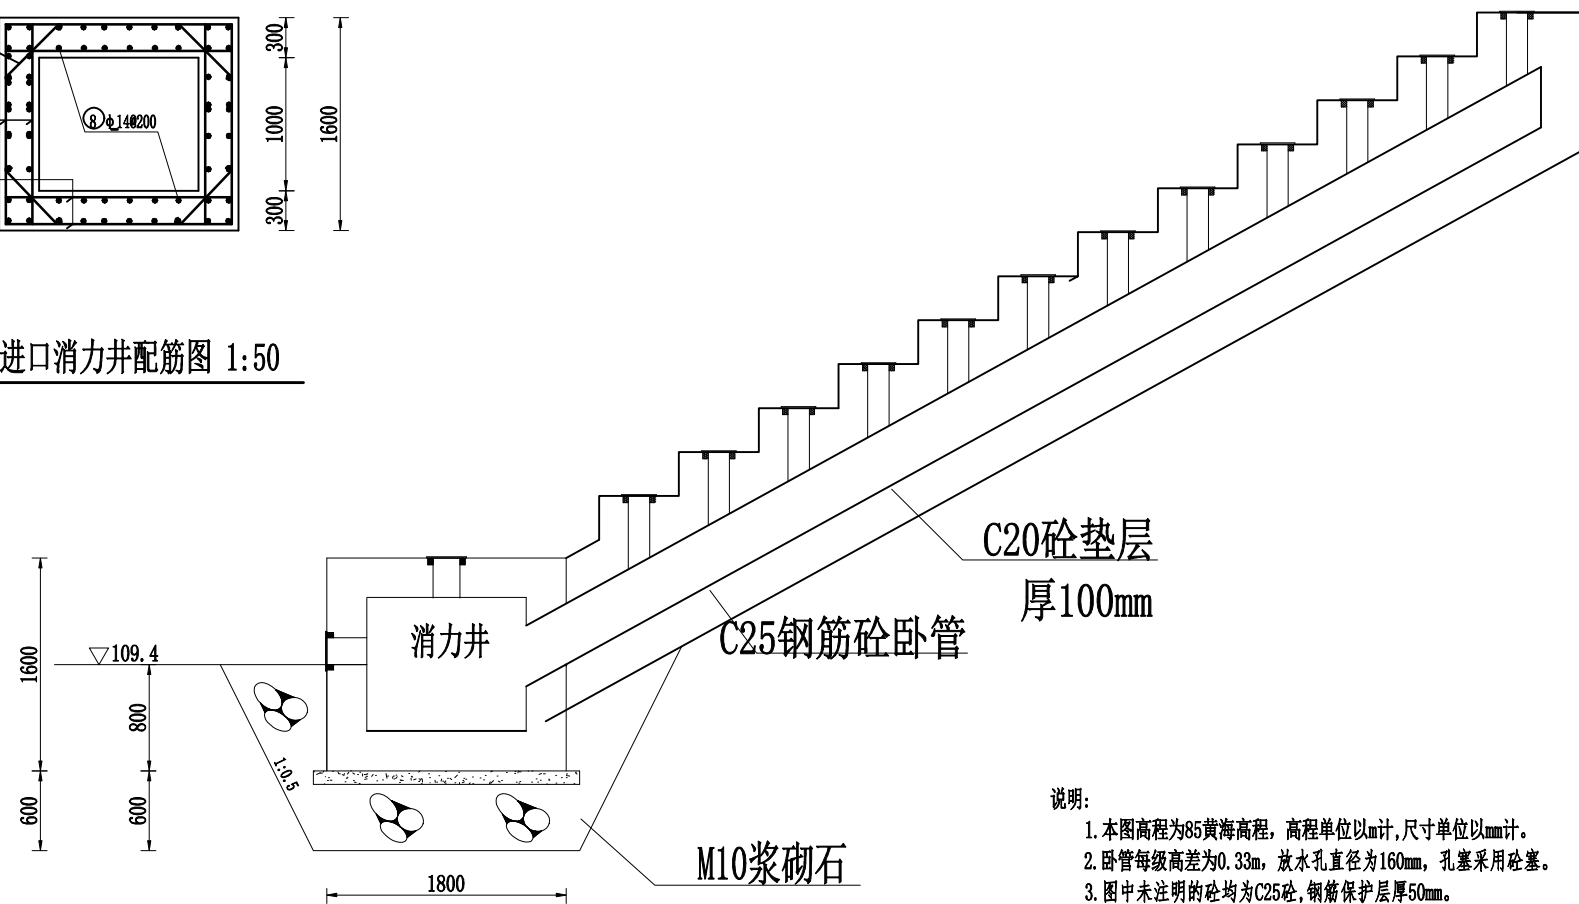 300
1000
1600
300
8 ф 14@200
进口消力井配筋图 1:50
C20砼垫层
厚100mm
C25钢筋砼卧管
消力井
109.4
1600
800
600
600
1:0.5
M10浆砌石
1800
说明:
1.本图高程为85黄海高程，高程单位以m计,尺寸单位以mm计。
2.卧管每级高差为0.33m，放水孔直径为160mm，孔塞采用砼塞。
3.图中未注明的砼均为C25砼,钢筋保护层厚50mm。